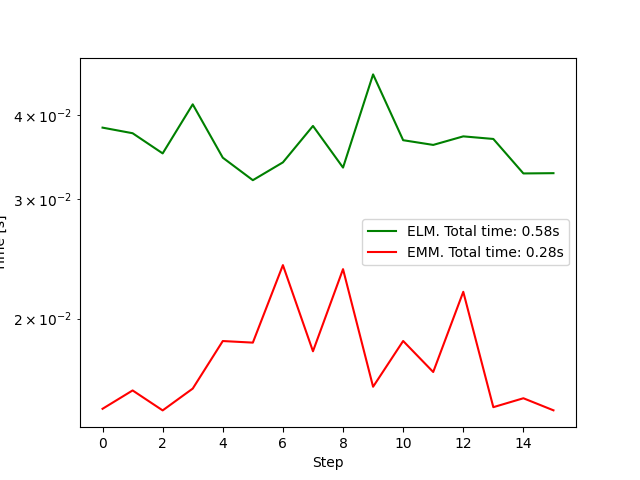 4 × 10⁻²
3 × 10⁻²
2 × 10⁻²
[s]
ELM. Total time: 0.58s
EMM. Total time: 0.28s
0 2 4 6 8 10 12 14
Step